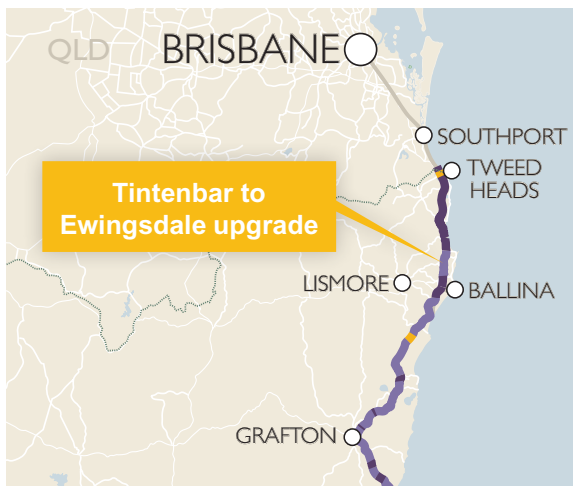 QLD
BRISBANE
SOUTHPORT
TWEED
HEADS
Tintenbar to
Ewingsdale upgrade
LISMORE
BALLINA
GRAFTON